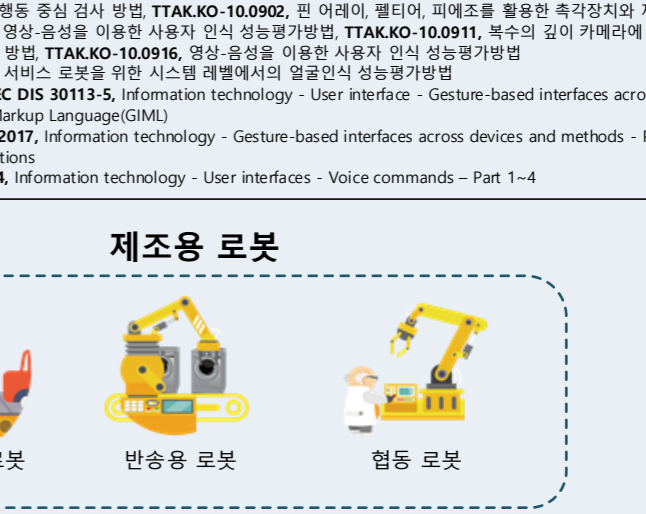 행동 중심 검사 방법, TTAK.KO-10.0902, 핀 어레이, 펠티어, 피에조를 활용한 촉각장치와
영상-음성을 이용한 사용자 인식 성능평가방법, TTAK.KO-10.0911, 복수의 깊이 카메라에
방법, TTAK.KO-10.0916, 영상-음성을 이용한 사용자 인식 성능평가방법
서비스 로봇을 위한 시스템 레벨에서의 얼굴인식 성능평가방법
EC DIS 30113-5, Information technology - User interface - Gesture-based interfaces acro
Markup Language(GIML)
2017, Information technology - Gesture-based interfaces across devices and methods -
tions
4, Information technology - User interfaces - Voice commands – Part 1~4
제조용 로봇
로봇
반송용 로봇
협동 로봇